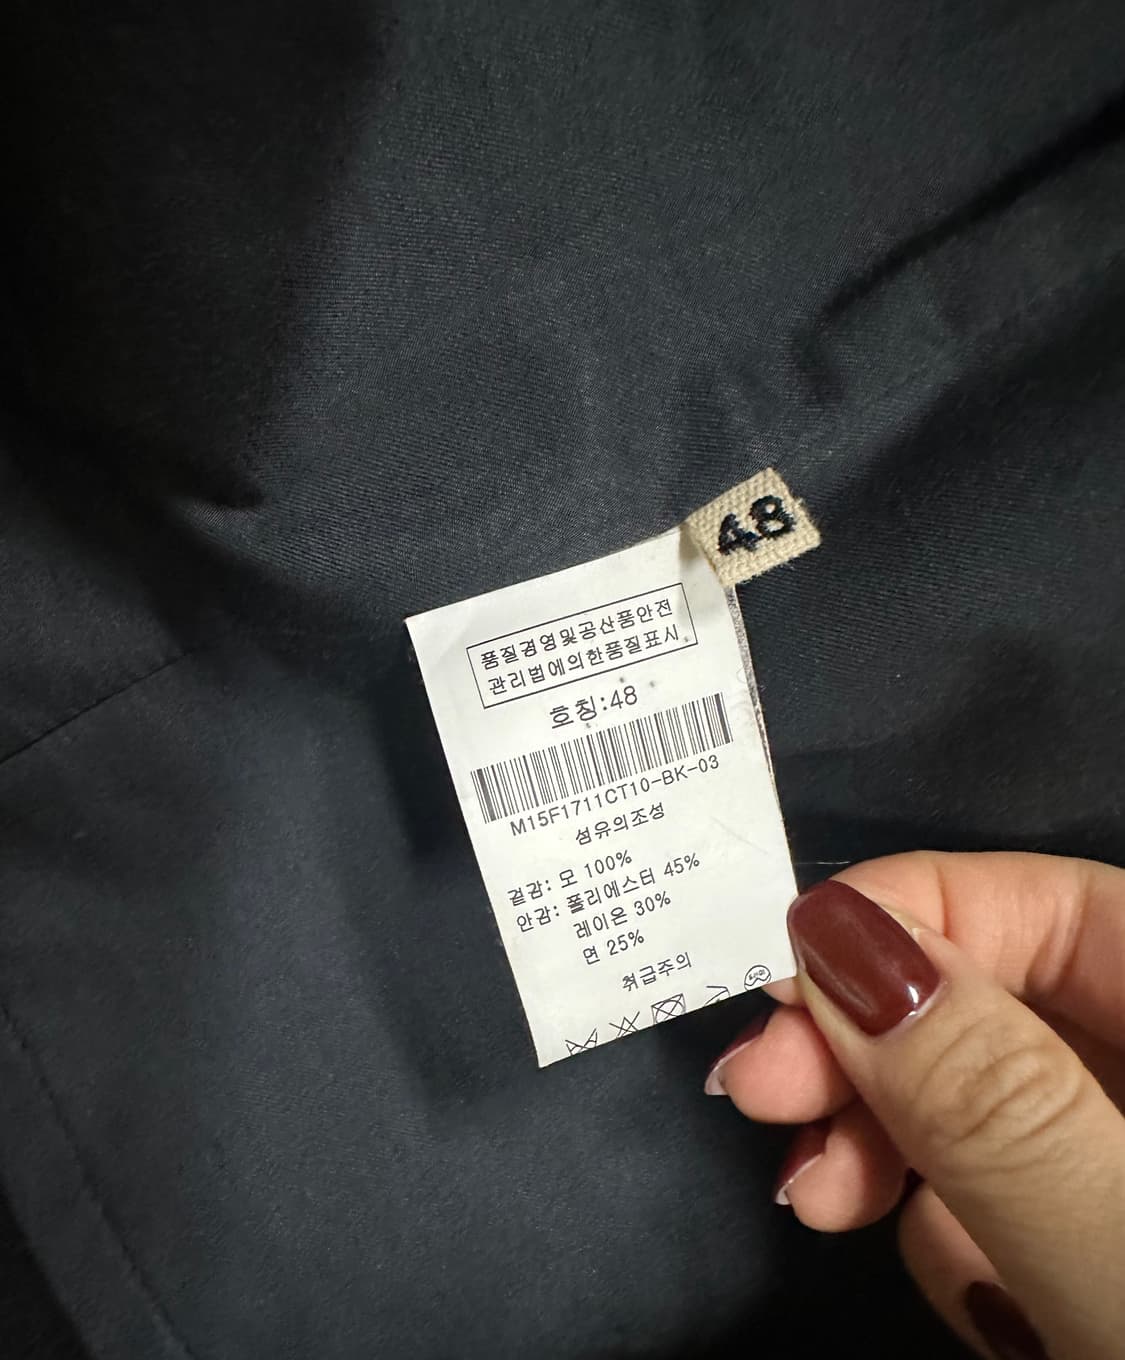 48
품질경영및공산품안전
관리법에의한품질표시
호칭:48
M15F1711CT10-BK-03
섬유의조성
겉감: 모 100%
안감: 폴리에스터 45%
레이온 30%
면 25%
취급주의